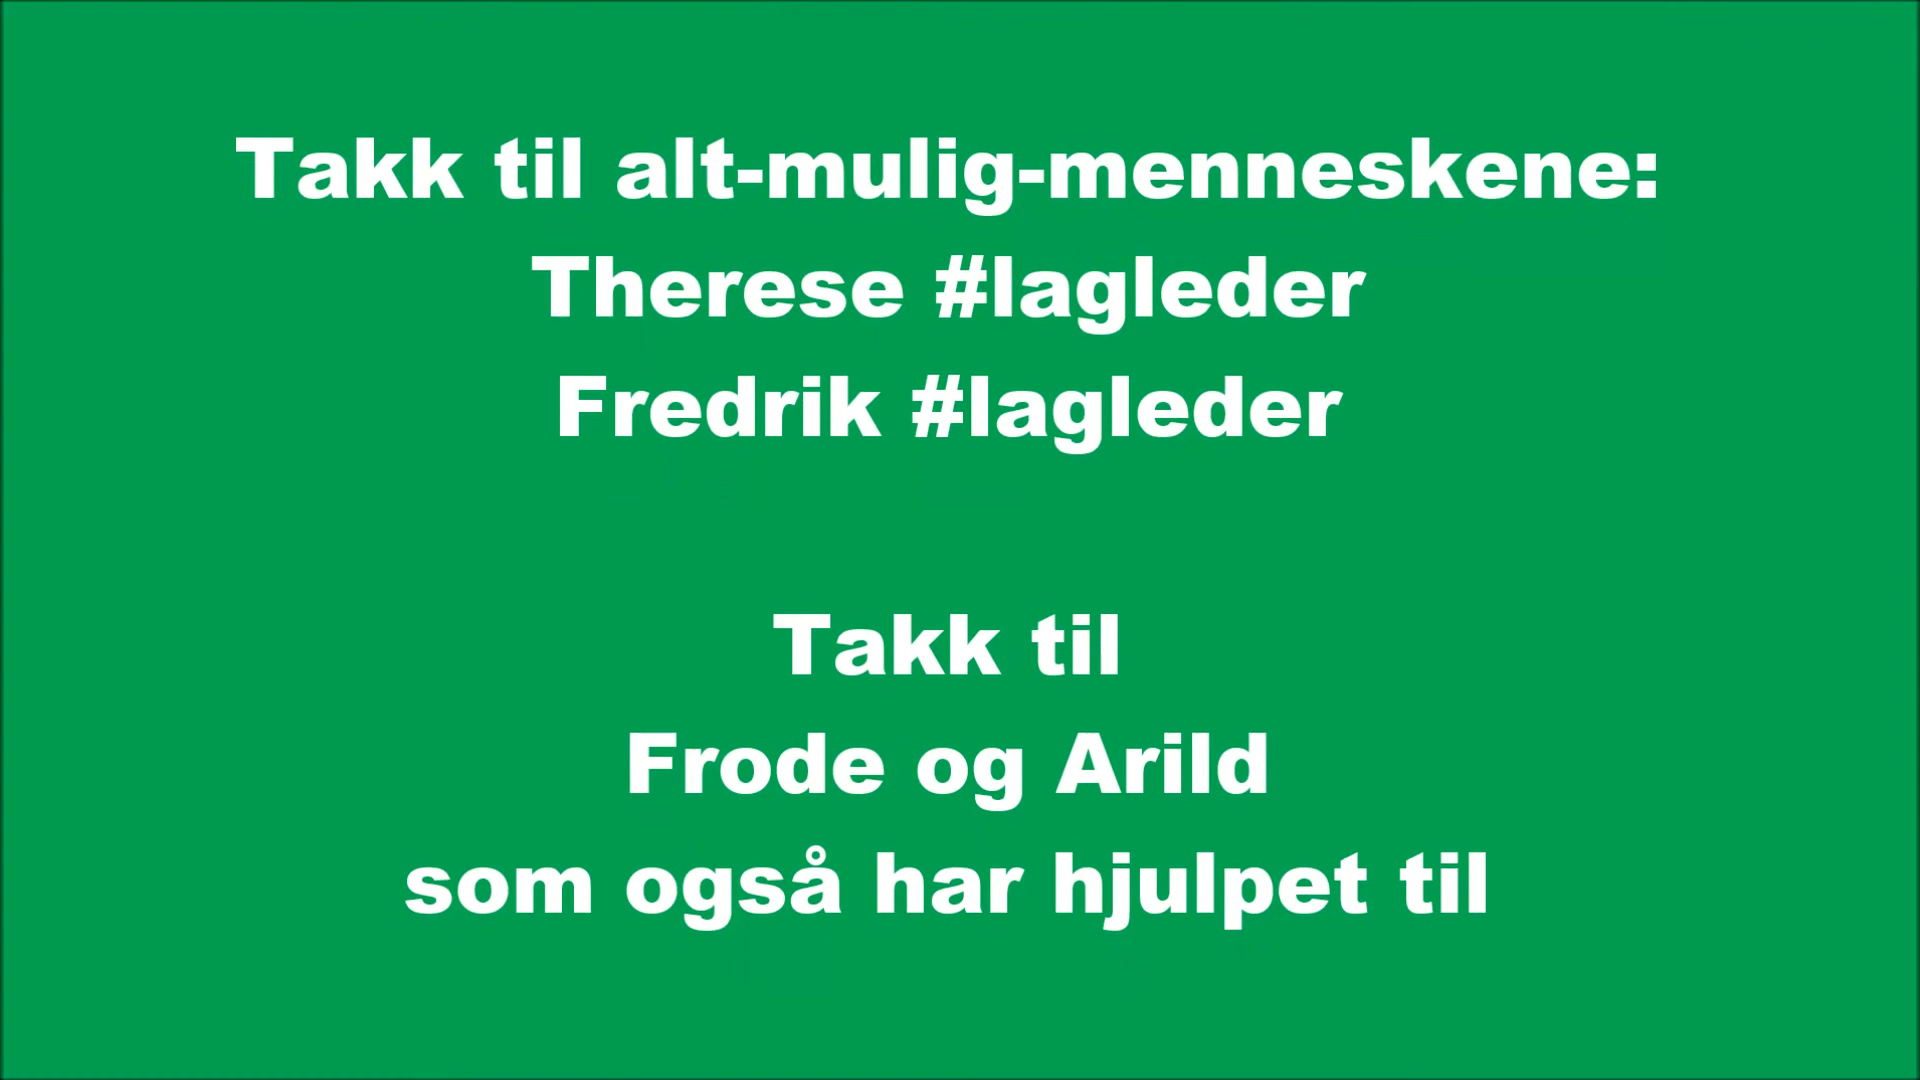 Takk til alt-mulig-menneskene:
Therese #lagleder
Fredrik #lagleder
Takk til
Frode og Arild
som også har hjulpet til